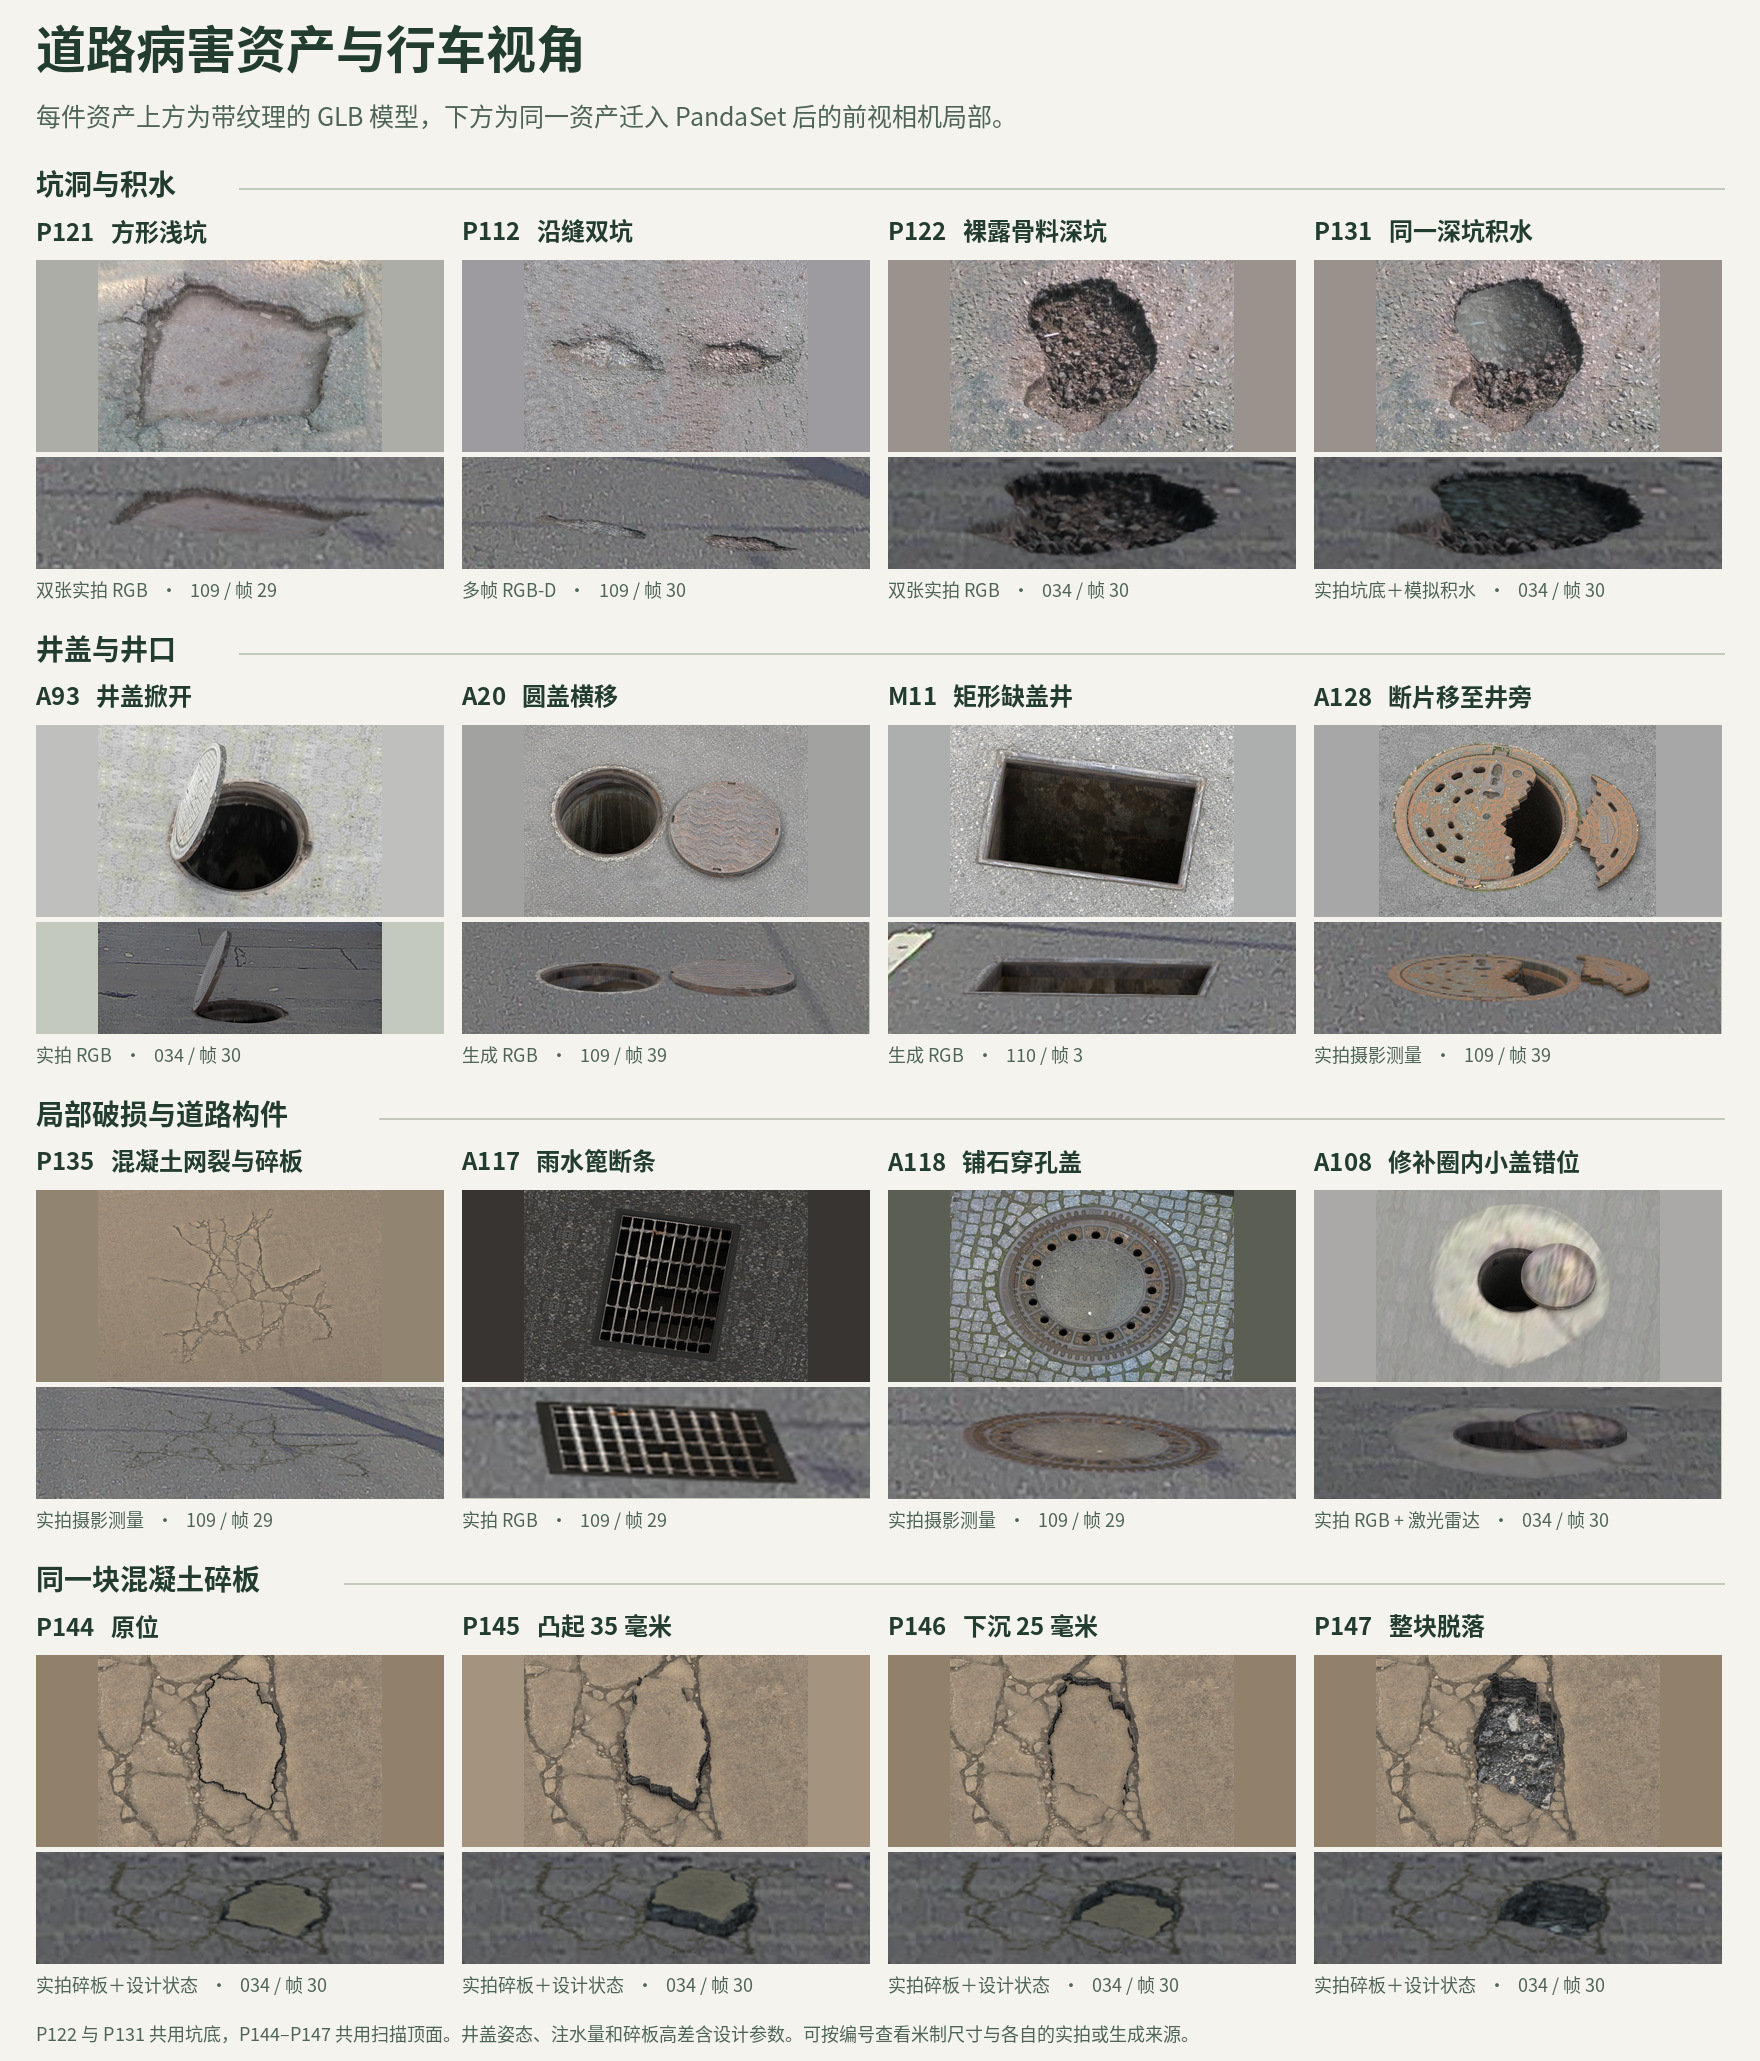 道路病害资产与行车视角
每件资产上方为带纹理的 GLB 模型，下方为同一资产迁入 PandaSet 后的前视相机局部。
坑洞与积水
P121 方形浅坑
P112 沿缝双坑
P122 裸露骨料深坑
P131 同一深坑积水
双张实拍 RGB · 109 / 帧 29
多帧 RGB-D · 109 / 帧 30
双张实拍 RGB · 034 / 帧 30
实拍坑底＋模拟积水 · 034 / 帧 30
井盖与井口
A93 井盖掀开
A20 圆盖横移
M11 矩形缺盖井
A128 断片移至井旁
实拍 RGB · 034 / 帧 30
生成 RGB · 109 / 帧 39
生成 RGB · 110 / 帧 3
实拍摄影测量 · 109 / 帧 39
局部破损与道路构件
P135 混凝土网裂与碎板
A117 雨水篦断条
A118 铺石穿孔盖
A108 修补圈内小盖错位
实拍摄影测量 · 109 / 帧 29
实拍 RGB · 109 / 帧 29
实拍摄影测量 · 109 / 帧 29
实拍 RGB + 激光雷达 · 034 / 帧 30
同一块混凝土碎板
P144 原位
P145 凸起 35 毫米
P146 下沉 25 毫米
P147 整块脱落
实拍碎板＋设计状态 · 034 / 帧 30
实拍碎板＋设计状态 · 034 / 帧 30
实拍碎板＋设计状态 · 034 / 帧 30
实拍碎板＋设计状态 · 034 / 帧 30
P122 与 P131 共用坑底，P144–P147 共用扫描顶面。井盖姿态、注水量和碎板高差含设计参数。可按编号查看米制尺寸与各自的实拍或生成来源。